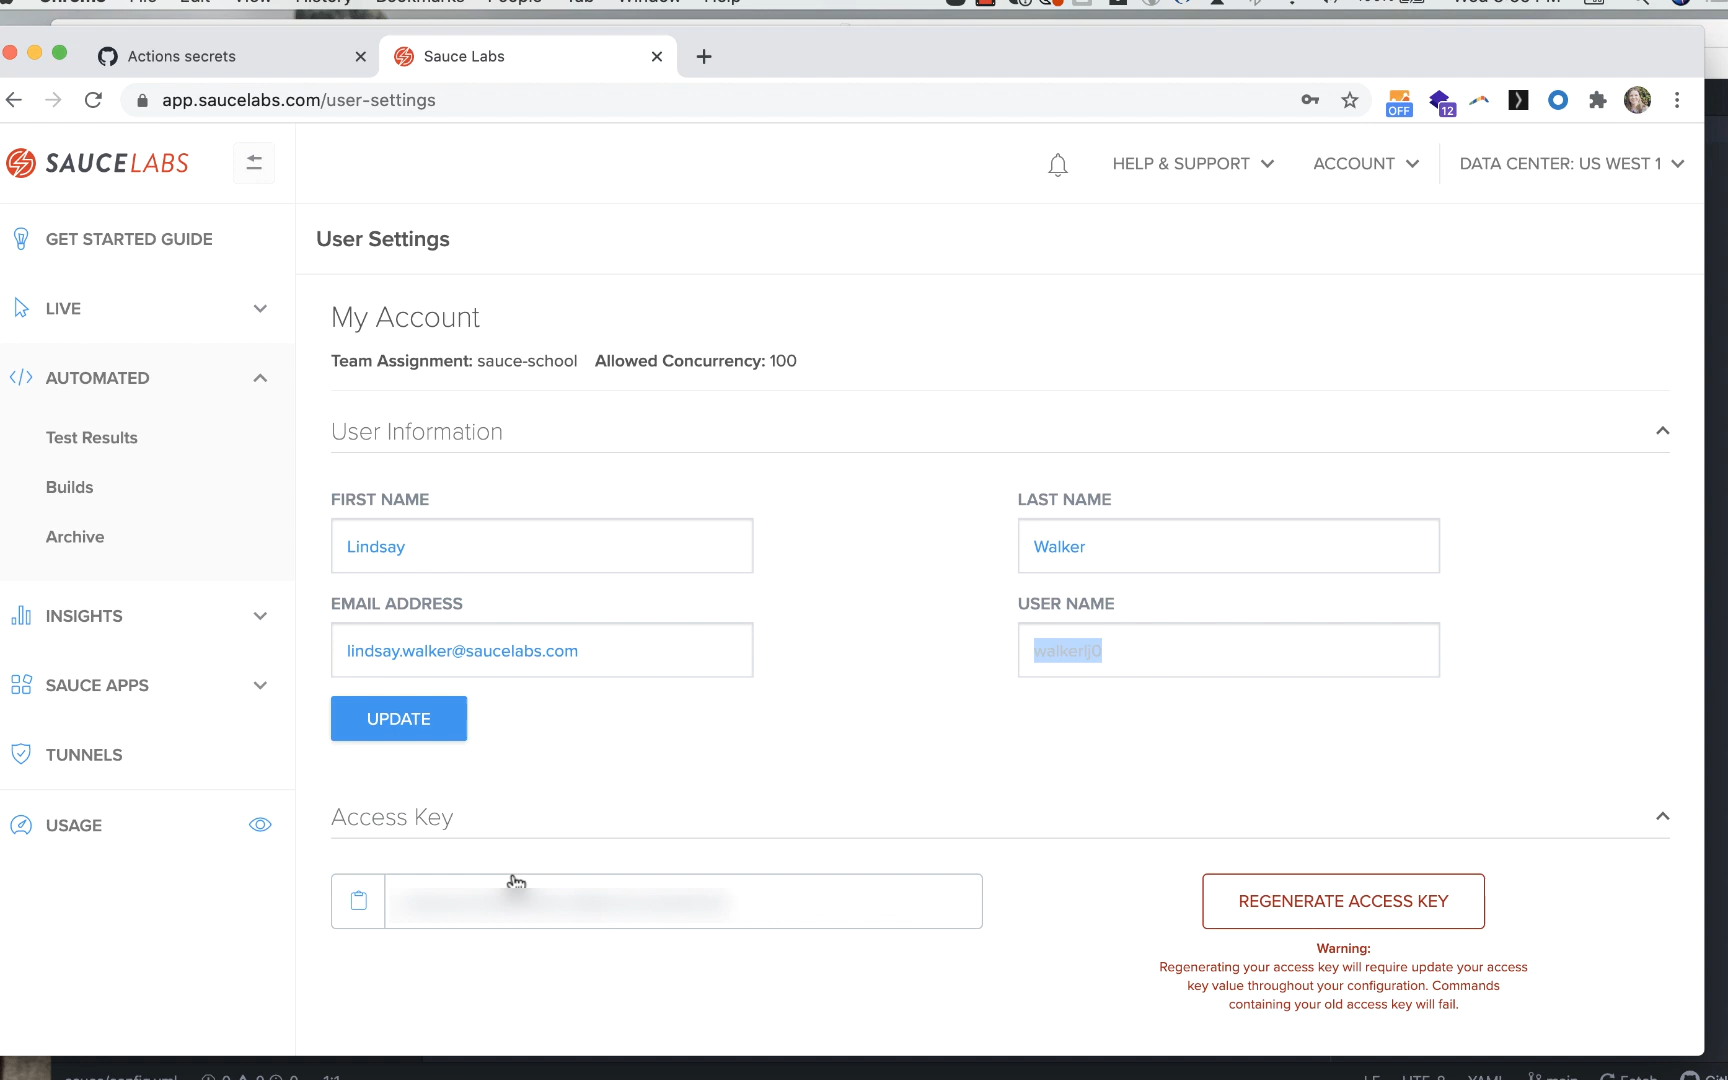 Actions secrets
Sauce Labs
app.saucelabs.com/user-settings
OFF
12
SAUCELABS
HELP & SUPPORT
ACCOUNT
DATA CENTER: US WEST 1
GET STARTED GUIDE
LIVE
AUTOMATED
Test Results
Builds
Archive
INSIGHTS
SAUCE APPS
TUNNELS
USAGE
User Settings
My Account
Team Assignment: sauce-school Allowed Concurrency: 100
User Information
FIRST NAME
LAST NAME
Lindsay
Walker
EMAIL ADDRESS
USER NAME
lindsay.walker@saucelabs.com
walkerlj0
UPDATE
Access Key
REGENERATE ACCESS KEY
Warning:
Regenerating your access key will require update your access
key value throughout your configuration. Commands
containing your old access key will fail.